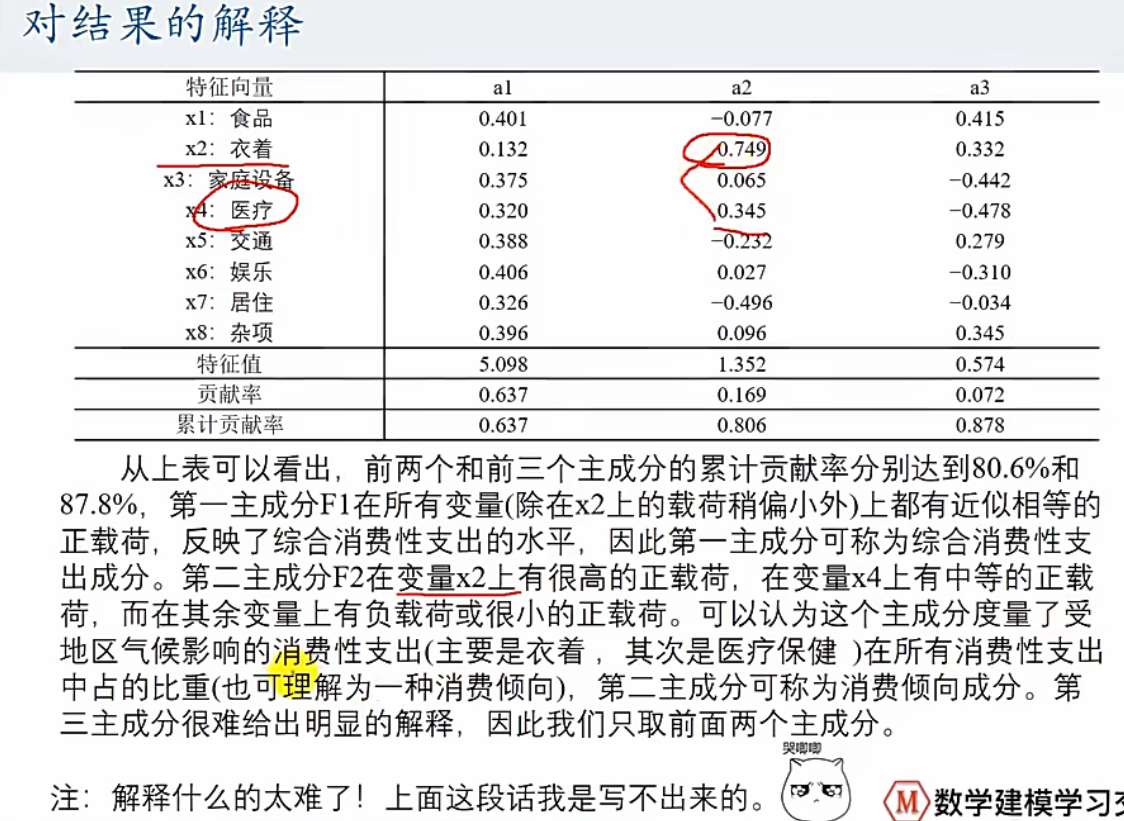 对结果的解释
特征向量 a1 a2 a3
x1：食品 0.401 −0.077 0.415
x2：衣着 0.132 0.749 0.332
x3：家庭设备 0.375 0.065 −0.442
x4：医疗 0.320 0.345 −0.478
x5：交通 0.388 −0.232 0.279
x6：娱乐 0.406 0.027 −0.310
x7：居住 0.326 −0.496 −0.034
x8：杂项 0.396 0.096 0.345
特征值 5.098 1.352 0.574
贡献率 0.637 0.169 0.072
累计贡献率 0.637 0.806 0.878
从上表可以看出，前两个和前三个主成分的累计贡献率分别达到80.6%和
87.8%，第一主成分F1在所有变量(除在x2上的载荷稍偏小外)上都有近似相等的
正载荷，反映了综合消费性支出的水平，因此第一主成分可称为综合消费性支
出成分。第二主成分F2在变量x2上有很高的正载荷，在变量x4上有中等的正载
荷，而在其余变量上有负载荷或很小的正载荷。可以认为这个主成分度量了受
地区气候影响的消费性支出(主要是衣着，其次是医疗保健 )在所有消费性支出
中占的比重(也可理解为一种消费倾向)，第二主成分可称为消费倾向成分。第
三主成分很难给出明显的解释，因此我们只取前面两个主成分。
哭唧唧
注：解释什么的太难了！上面这段话我是写不出来的。
M 数学建模学习交